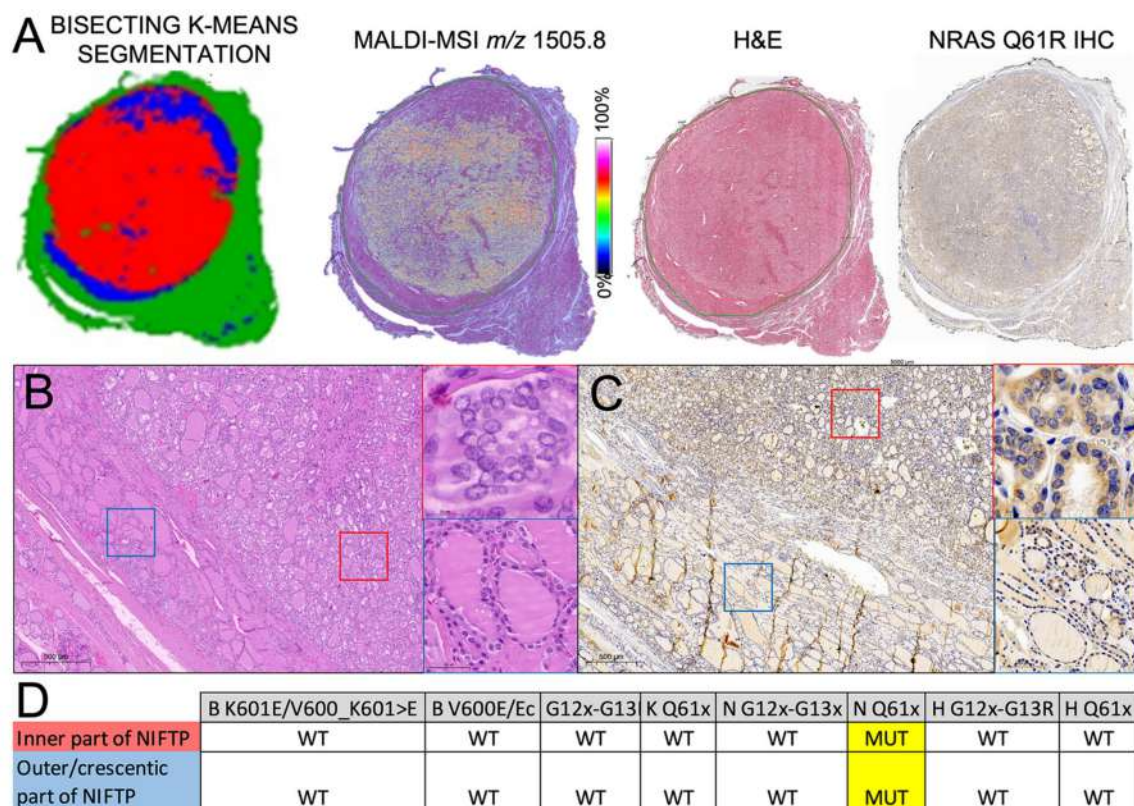 A
BISECTING K-MEANS
SEGMENTATION
MALDI-MSI m/z 1505.8
H&E
NRAS Q61R IHC
100%
0%
B
C
500 µm
D
B K601E/V600_K601>E B V600E/Ec G12x-G13 K Q61x N G12x-G13x N Q61x H G12x-G13R H Q61x
Inner part of NIFTP WT WT WT WT WT MUT WT WT
Outer/crescentic
part of NIFTP WT WT WT WT WT MUT WT WT